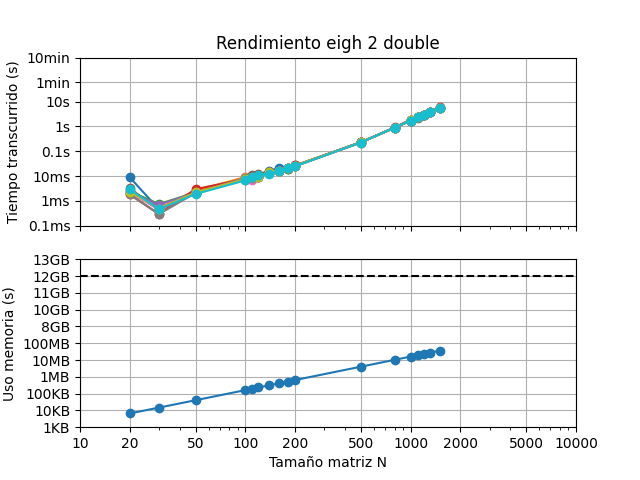 Rendimiento eigh 2 double
Tiempo transcurrido (s)
10min
1min
10s
1s
0.1s
10ms
1ms
0.1ms
Uso memoria (s)
13GB
12GB
11GB
10GB
8GB
100MB
10MB
1MB
100KB
10KB
1KB
10 20 50 100 200 500 1000 2000 5000 10000
Tamaño matriz N